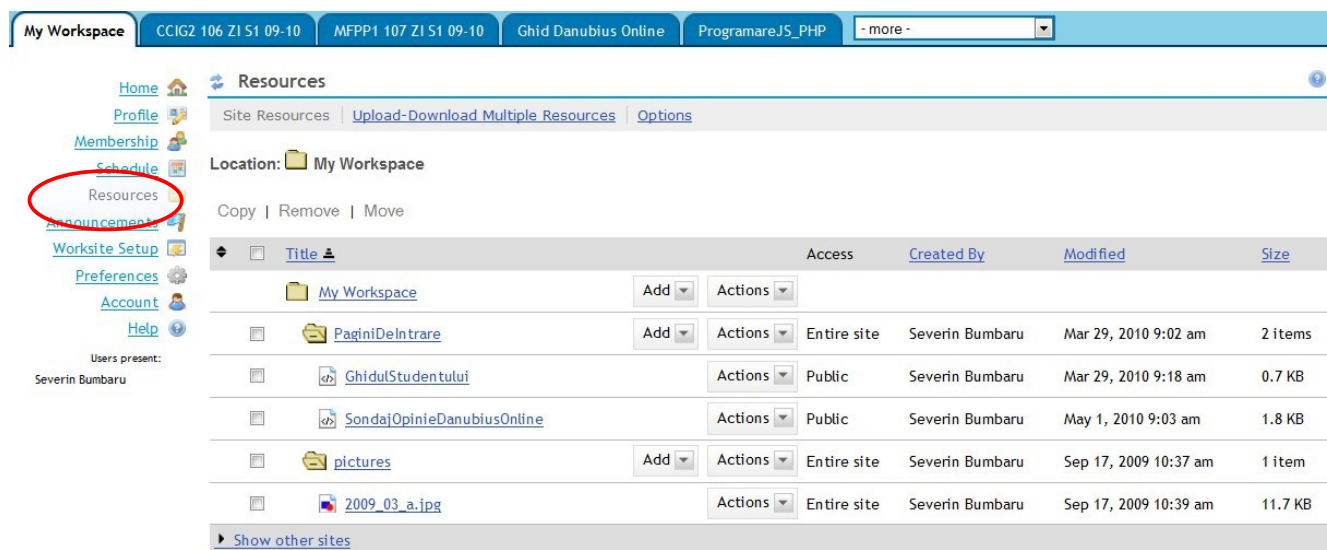 My Workspace CCIG2 106 ZI S1 09-10 MFPP1 107 ZI S1 09-10 Ghid Danubius Online ProgramareJS_PHP - more -
Home
Profile
Membership
Schedule
Resources
Announcements
Worksite Setup
Preferences
Account
Help
Users present:
Severin Bumbaru
Resources
Site Resources Upload-Download Multiple Resources Options
Location: My Workspace
Copy | Remove | Move
Title Access Created By Modified Size
My Workspace Add Actions
PaginiDeIntrare Add Actions Entire site Severin Bumbaru Mar 29, 2010 9:02 am 2 items
GhidulStudentului Actions Public Severin Bumbaru Mar 29, 2010 9:18 am 0.7 KB
SondajOpinieDanubiusOnline Actions Public Severin Bumbaru May 1, 2010 9:03 am 1.8 KB
pictures Add Actions Entire site Severin Bumbaru Sep 17, 2009 10:37 am 1 item
2009_03_a.jpg Actions Entire site Severin Bumbaru Sep 17, 2009 10:39 am 11.7 KB
Show other sites